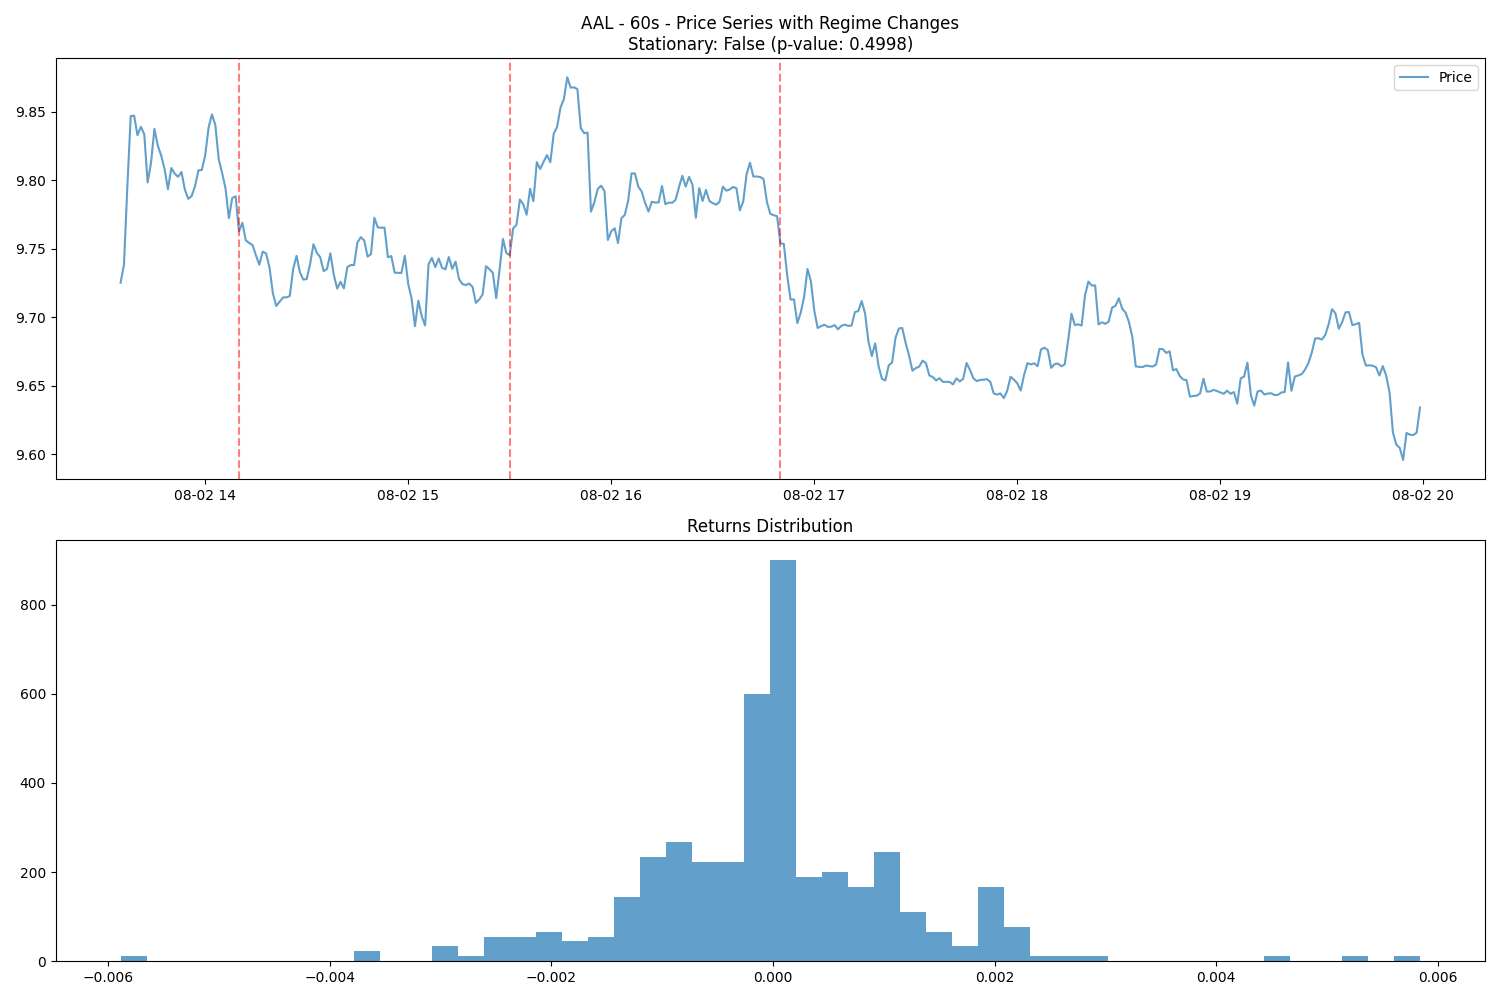 AAL - 60s - Price Series with Regime Changes
Stationary: False (p-value: 0.4998)
Price
9.85
9.80
9.75
9.70
9.65
9.60
08-02 14 08-02 15 08-02 16 08-02 17 08-02 18 08-02 19 08-02 20
Returns Distribution
800
600
400
200
0
−0.006 −0.004 −0.002 0.000 0.002 0.004 0.006